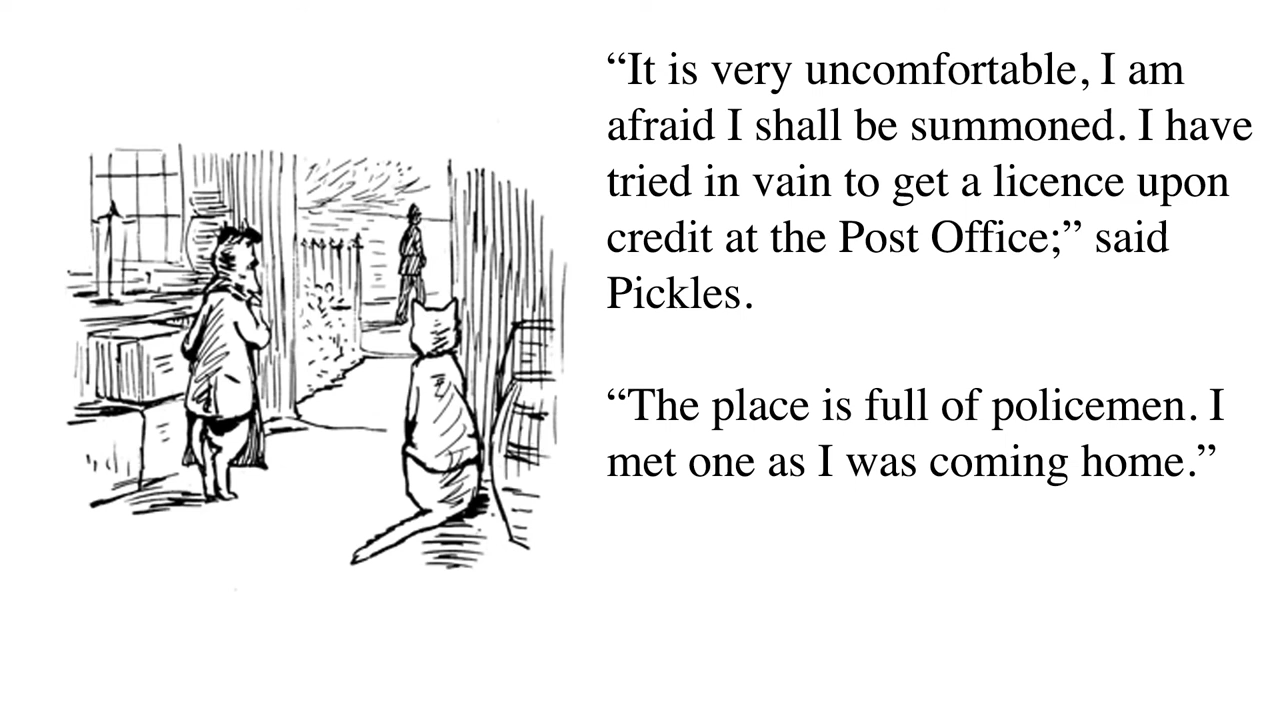 “It is very uncomfortable, I am
afraid I shall be summoned. I have
tried in vain to get a licence upon
credit at the Post Office;” said
Pickles.
“The place is full of policemen. I
met one as I was coming home.”